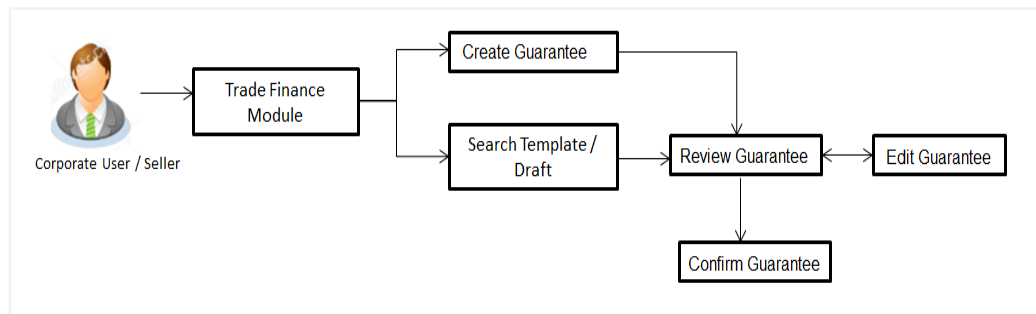 Create Guarantee
Trade Finance
Module
Search Template /
Draft
Review Guarantee
Edit Guarantee
Corporate User / Seller
Confirm Guarantee